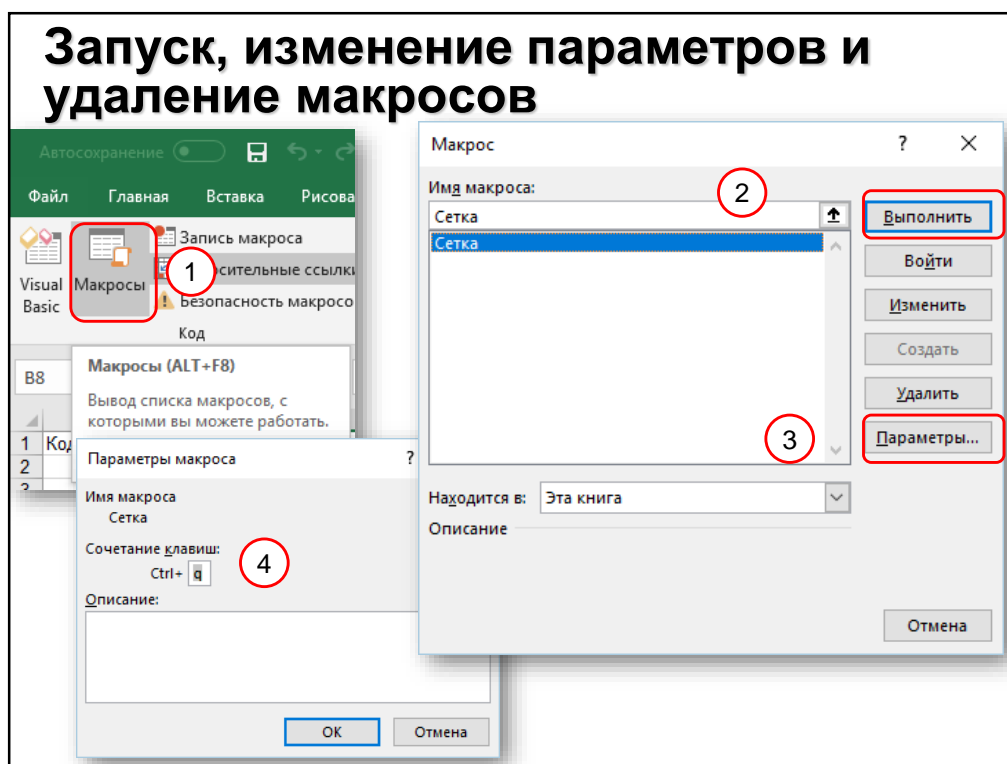 Запуск, изменение параметров и
удаление макросов
Автосохранение
Файл Главная Вставка Рисова
Visual
Basic
Макросы
Запись макроса
1
осительные ссылки
Безопасность макросо
Код
B8
Макросы (ALT+F8)
Вывод списка макросов, с
которыми вы можете работать.
1 Код
2
3
Параметры макроса ?
Имя макроса
Сетка
Сочетание клавиш:
Ctrl+ q
4
Описание:
ОК Отмена
Макрос ?
Имя макроса:
2
Сетка
Сетка
Выполнить
Войти
Изменить
Создать
Удалить
3
Параметры...
Находится в: Эта книга
Описание
Отмена